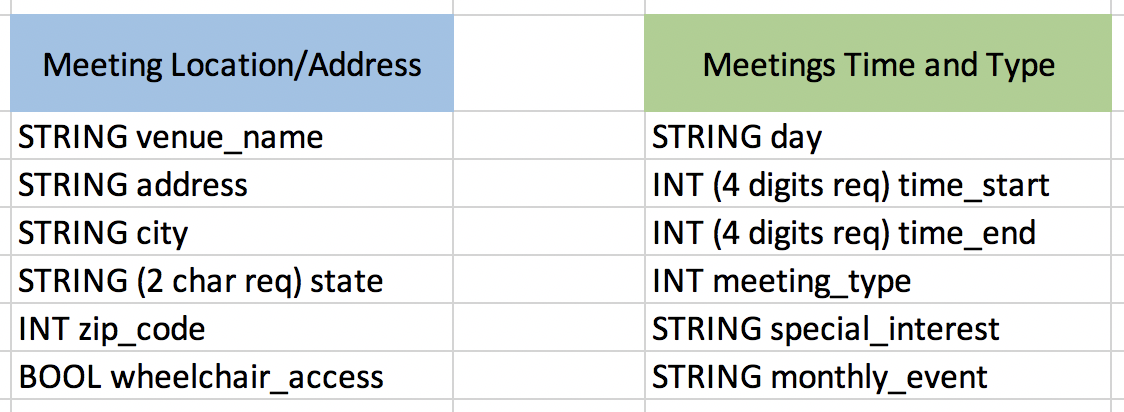 Meeting Location/Address
STRING venue_name
STRING address
STRING city
STRING (2 char req) state
INT zip_code
BOOL wheelchair_access
Meetings Time and Type
STRING day
INT (4 digits req) time_start
INT (4 digits req) time_end
INT meeting_type
STRING special_interest
STRING monthly_event